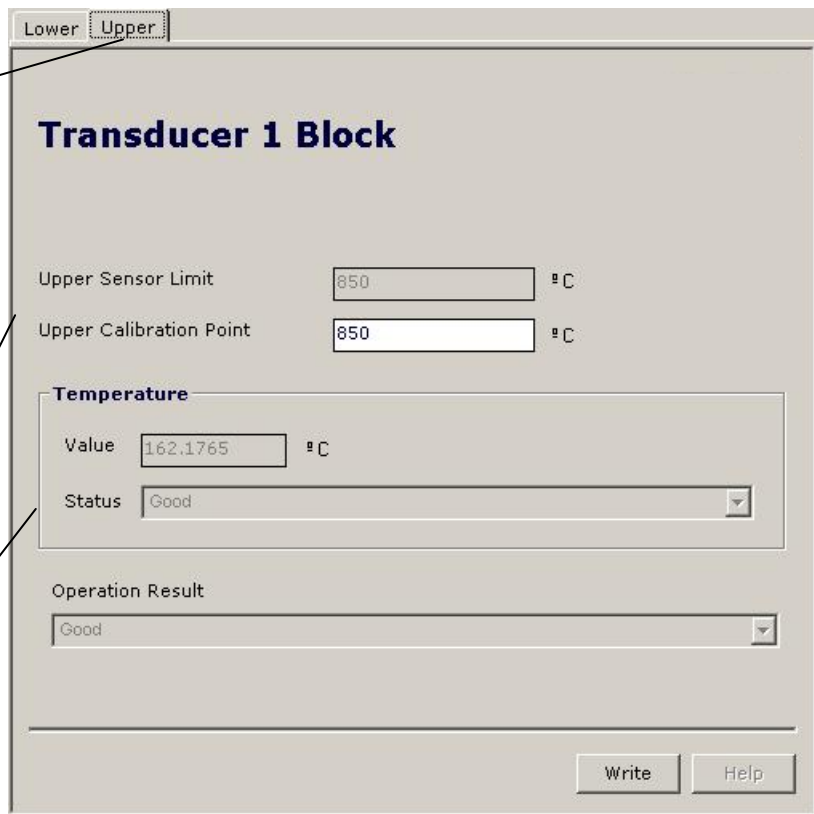 Lower Upper
Transducer 1 Block
Upper Sensor Limit 850 ºC
Upper Calibration Point 850 ºC
Temperature
Value 162.1765 ºC
Status Good
Operation Result
Good
Write Help